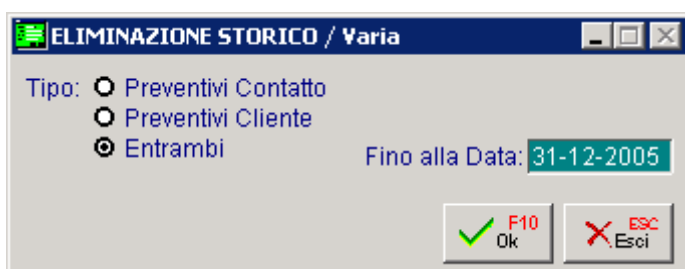 ELIMINAZIONE STORICO / Varia
Tipo: Preventivi Contatto
Preventivi Cliente
Entrambi Fino alla Data: 31-12-2005
F10 ESC
Ok Esci